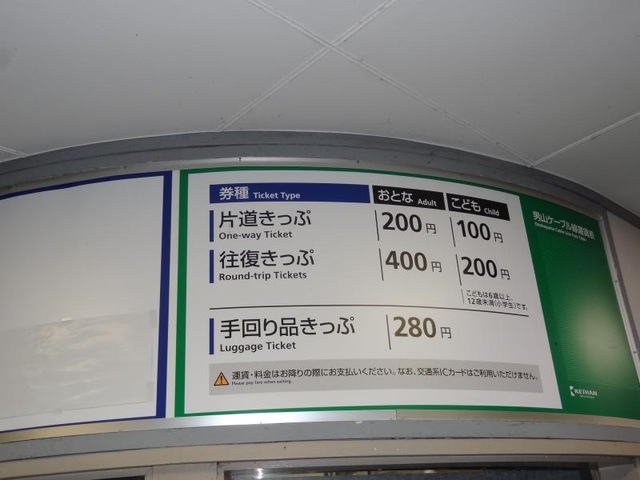 券種 Ticket Type おとな Adult こども Child
片道きっぷ 200円 100円
One-way Ticket
往復きっぷ 400円 200円
Round-trip Tickets
こどもは6歳以上、
12歳未満(小学生)です。
手回り品きっぷ 280円
Luggage Ticket
運賃・料金はお降りの際にお支払いください。なお、交通系ICカードはご利用いただけません。
Please pay fare when exiting.
男山ケーブル線運賃表
KEIHAN